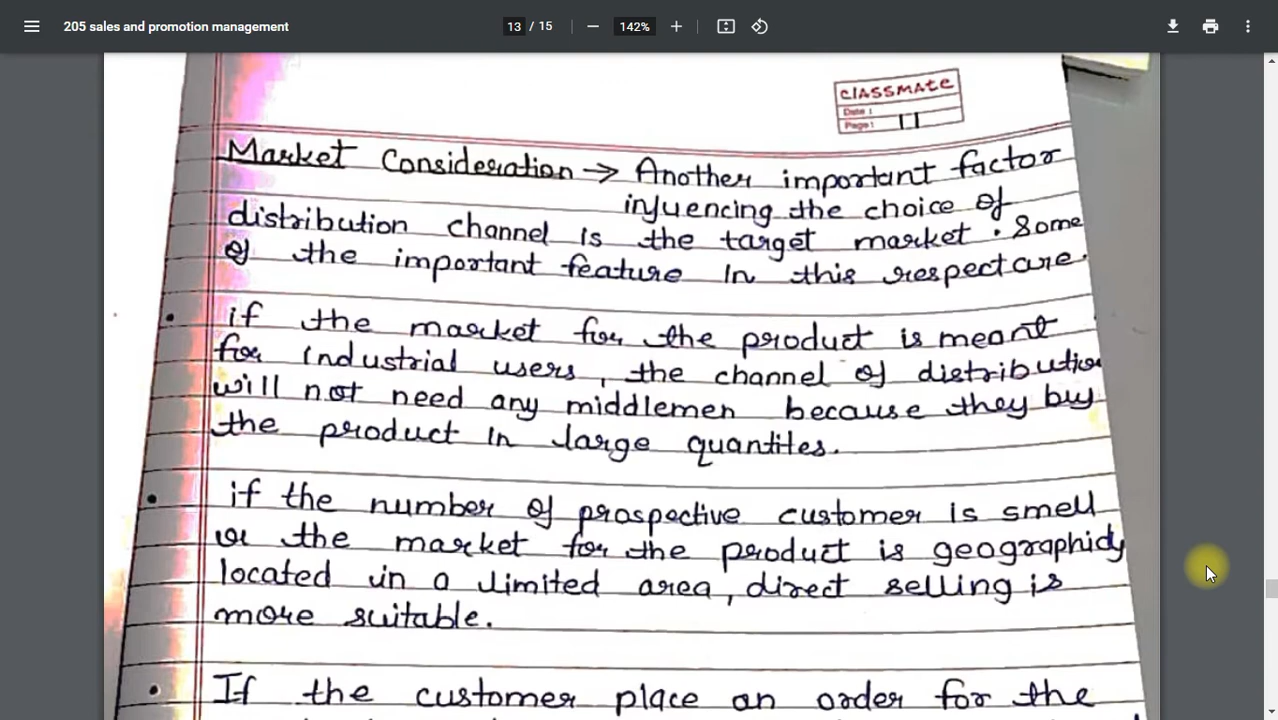 205 sales and promotion management
13 / 15
142%
classmate
Date :
Page: 11
Market Consideration → Another important factor
infuencing the choice of
distribution channel is the target market. Some
of the important feature In this respect are.
• if the market for the product is meant
for industrial users, the channel of distribution
will not need any middlemen because they buy
the product in large quantites.
• if the number of prospective customer is smell
or the market for the product is geographidy
located in a limited area, direct selling is
more suitable.
• If the customer place an order for the